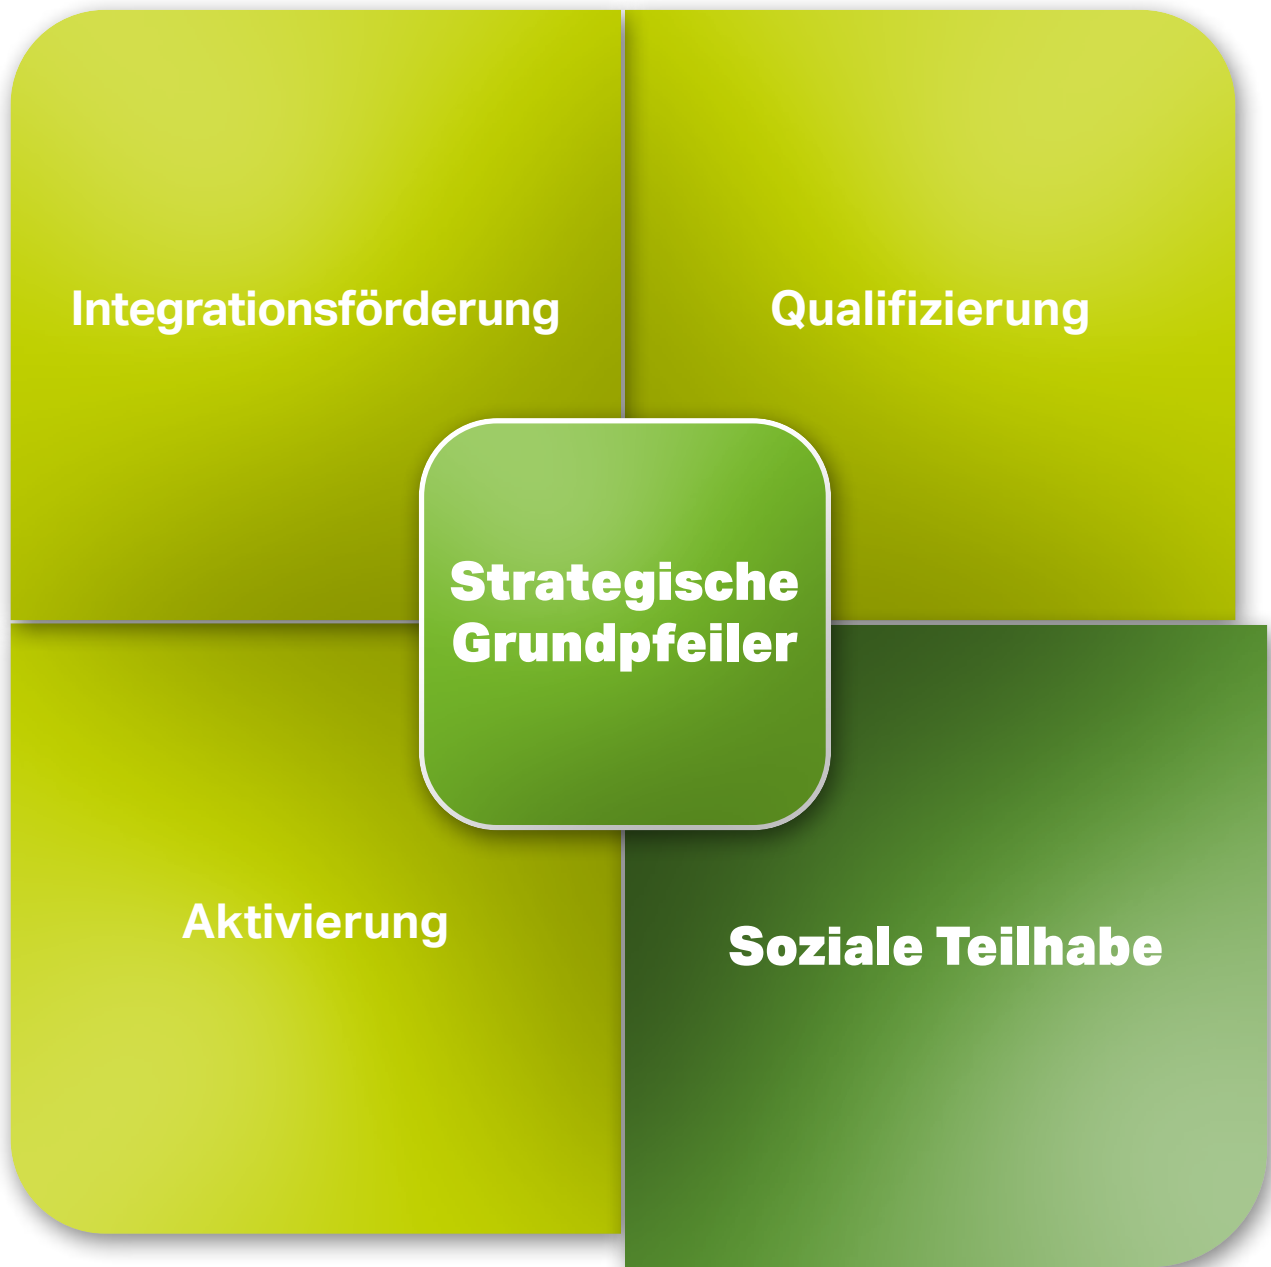 Integrationsförderung
Qualifizierung
Strategische
Grundpfeiler
Aktivierung
Soziale Teilhabe